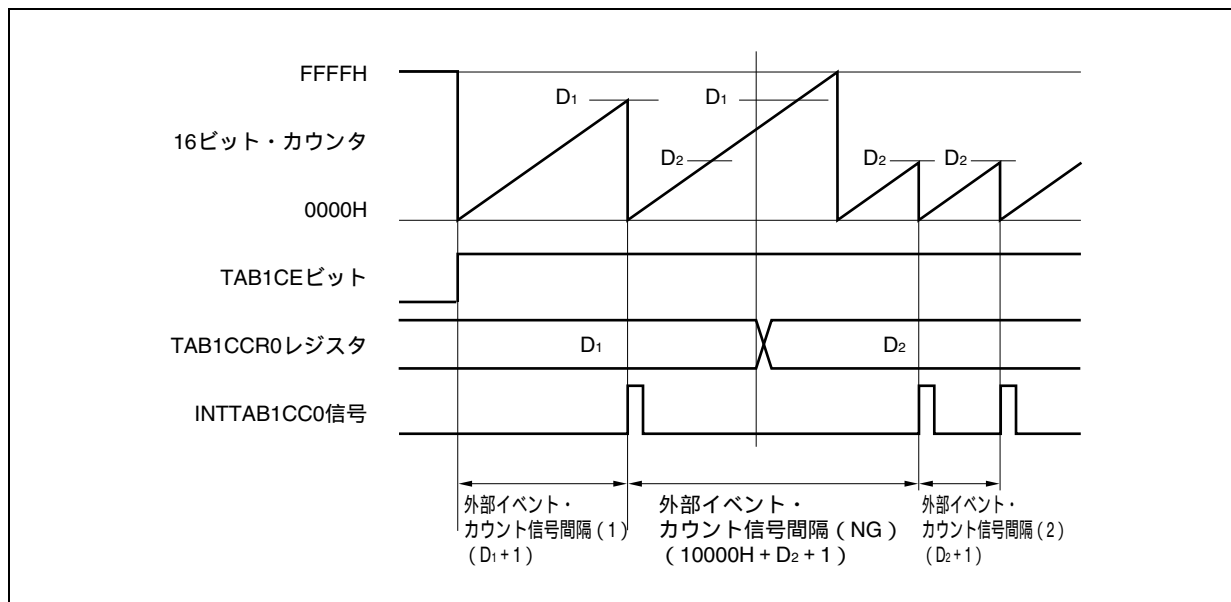 FFFFH
D1
D1
16ビット・カウンタ
D2
D2
D2
0000H
TAB1CEビット
TAB1CCR0レジスタ
D1
D2
INTTAB1CC0信号
外部イベント・
カウント信号間隔（1）
（D1+1）
外部イベント・
カウント信号間隔（NG）
（10000H + D2 + 1）
外部イベント・
カウント信号間隔（2）
（D2+1）